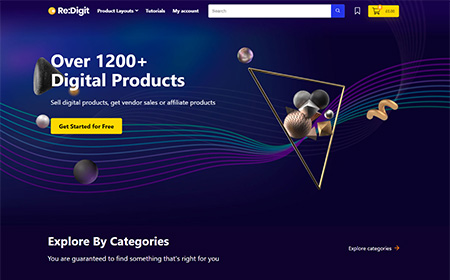 Re:Digit
Product Layouts
Tutorials
My account
Search
£0.00
Over 1200+
Digital Products
Sell digital products, get vendor sales or affiliate products
Get Started for Free
Explore By Categories
You are guaranteed to find something that's right for you
Explore categories